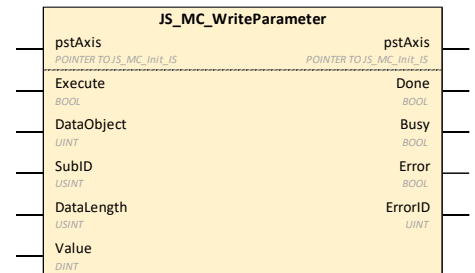 JS_MC_WriteParameter
pstAxis pstAxis
POINTER TO JS_MC_Init_IS POINTER TO JS_MC_Init_IS
Execute Done
BOOL BOOL
DataObject Busy
UINT BOOL
SubID Error
USINT BOOL
DataLength ErrorID
USINT UINT
Value
DINT